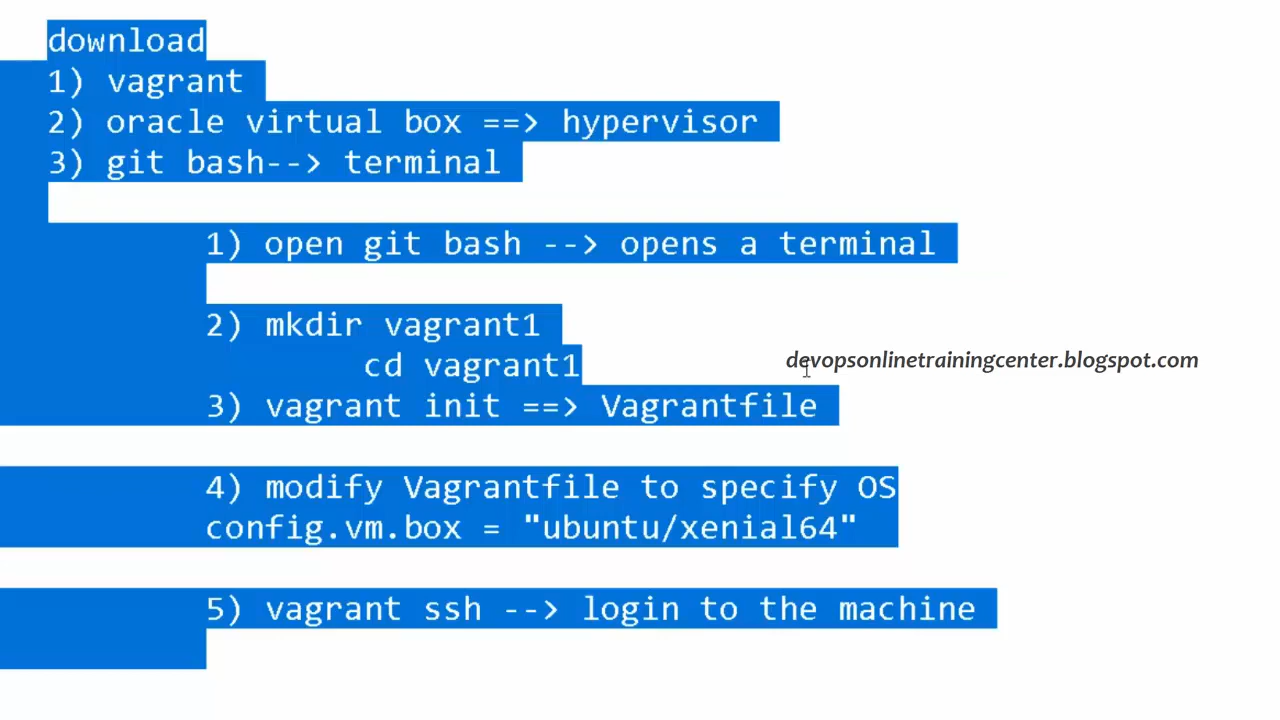 download
1) vagrant
2) oracle virtual box ==> hypervisor
3) git bash--> terminal
1) open git bash --> opens a terminal
2) mkdir vagrant1
cd vagrant1
devopsonlinetrainingcenter.blogspot.com
3) vagrant init ==> Vagrantfile
4) modify Vagrantfile to specify OS
config.vm.box = "ubuntu/xenial64"
5) vagrant ssh --> login to the machine